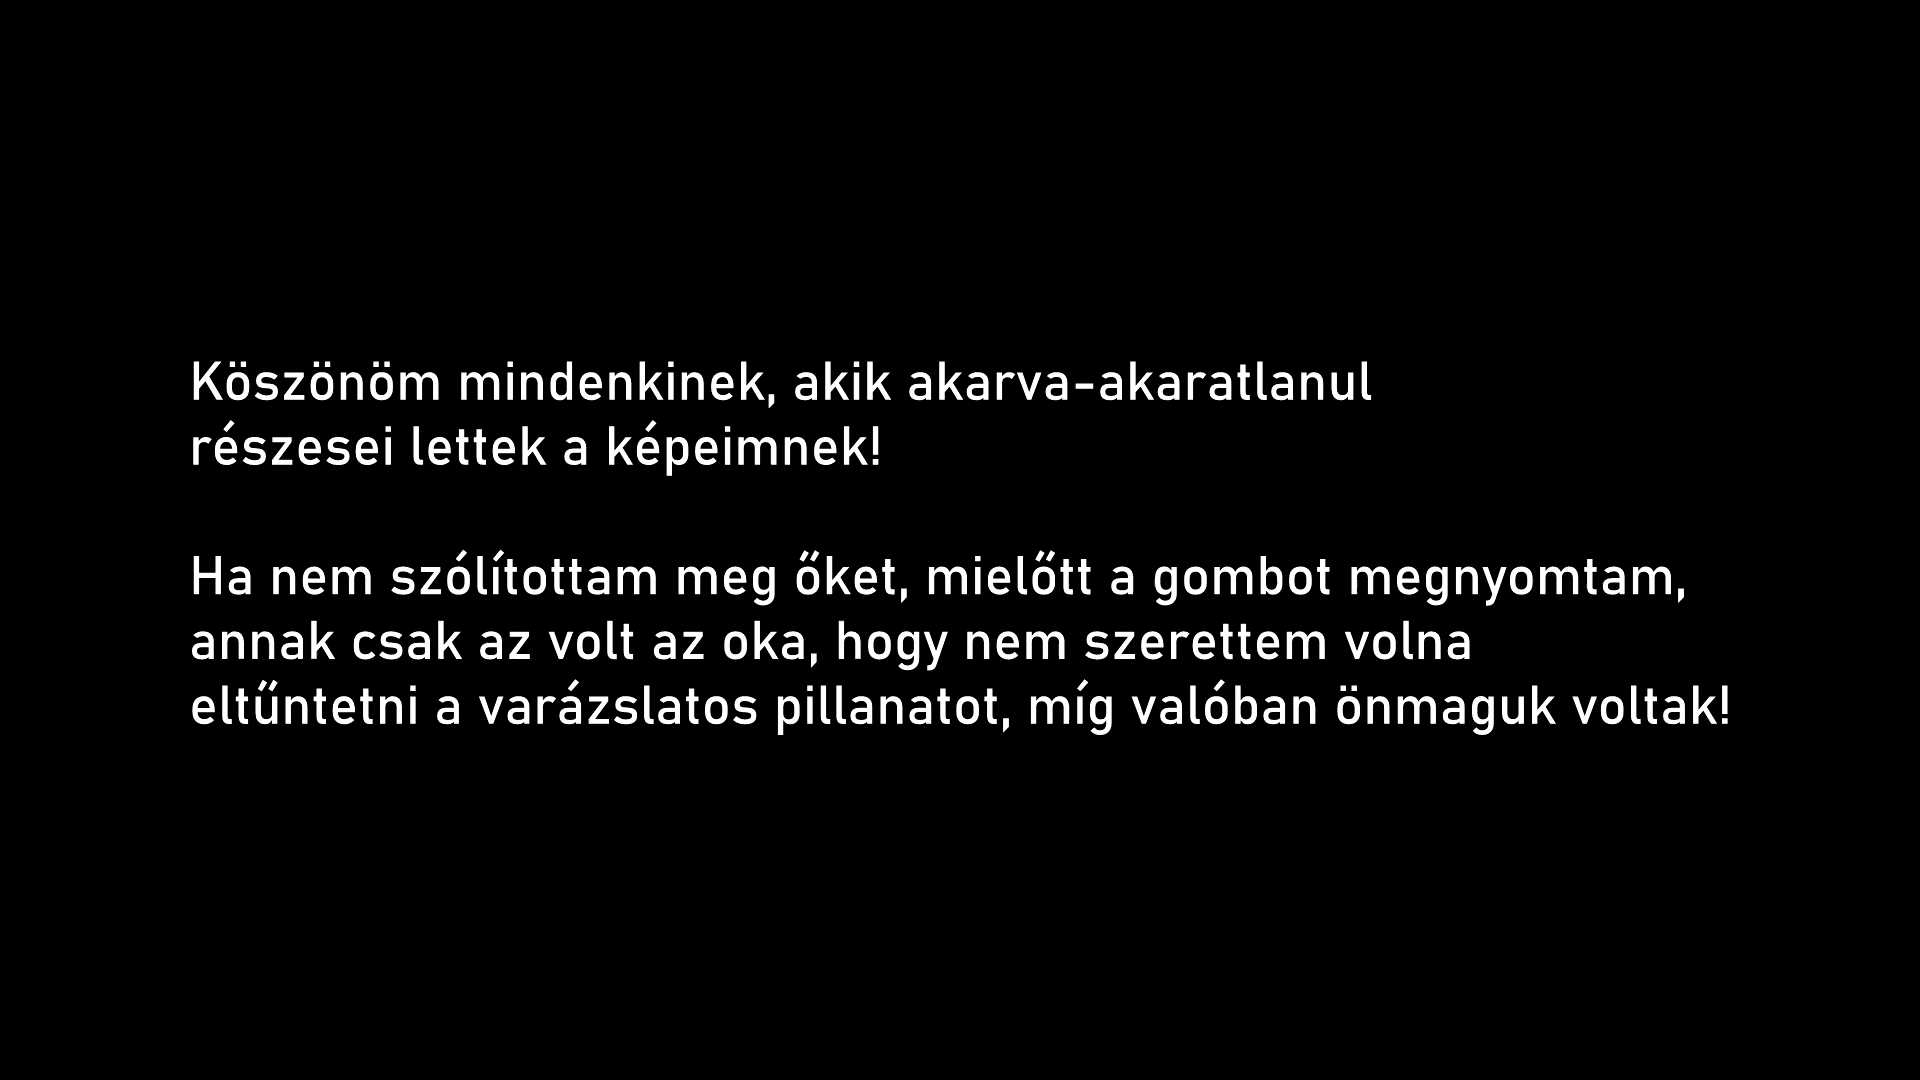 Köszönöm mindenkinek, akik akarva-akaratlanul
részesei lettek a képeimnek!
Ha nem szólítottam meg őket, mielőtt a gombot megnyomtam,
annak csak az volt az oka, hogy nem szerettem volna
eltűntetni a varázslatos pillanatot, míg valóban önmaguk voltak!